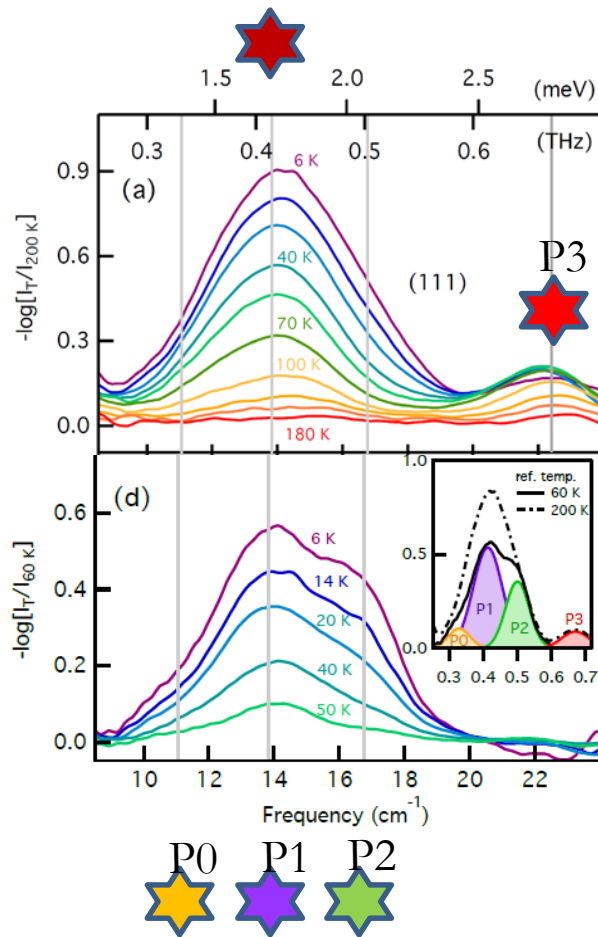 1.5 2.0 2.5 (meV)
0.3 0.4 0.5 0.6 (THz)
(a)
6 K
40 K
70 K
100 K
180 K
(111)
P3
0.9
0.6
0.3
0.0
-log[I_T/I_200 K]
(d)
6 K
14 K
20 K
40 K
50 K
0.6
0.4
0.2
0.0
-log[I_T/I_60 K]
ref. temp.
60 K
200 K
1.0
0.5
0.0
P0
P1
P2
P3
0.3 0.4 0.5 0.6 0.7
10 12 14 16 18 20 22
Frequency (cm⁻¹)
P0 P1 P2